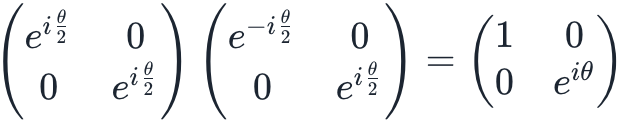 \begin{pmatrix} e^{i\frac{\theta}{2}} & 0 \\ 0 & e^{i\frac{\theta}{2}} \end{pmatrix} \begin{pmatrix} e^{-i\frac{\theta}{2}} & 0 \\ 0 & e^{i\frac{\theta}{2}} \end{pmatrix} = \begin{pmatrix} 1 & 0 \\ 0 & e^{i\theta} \end{pmatrix}